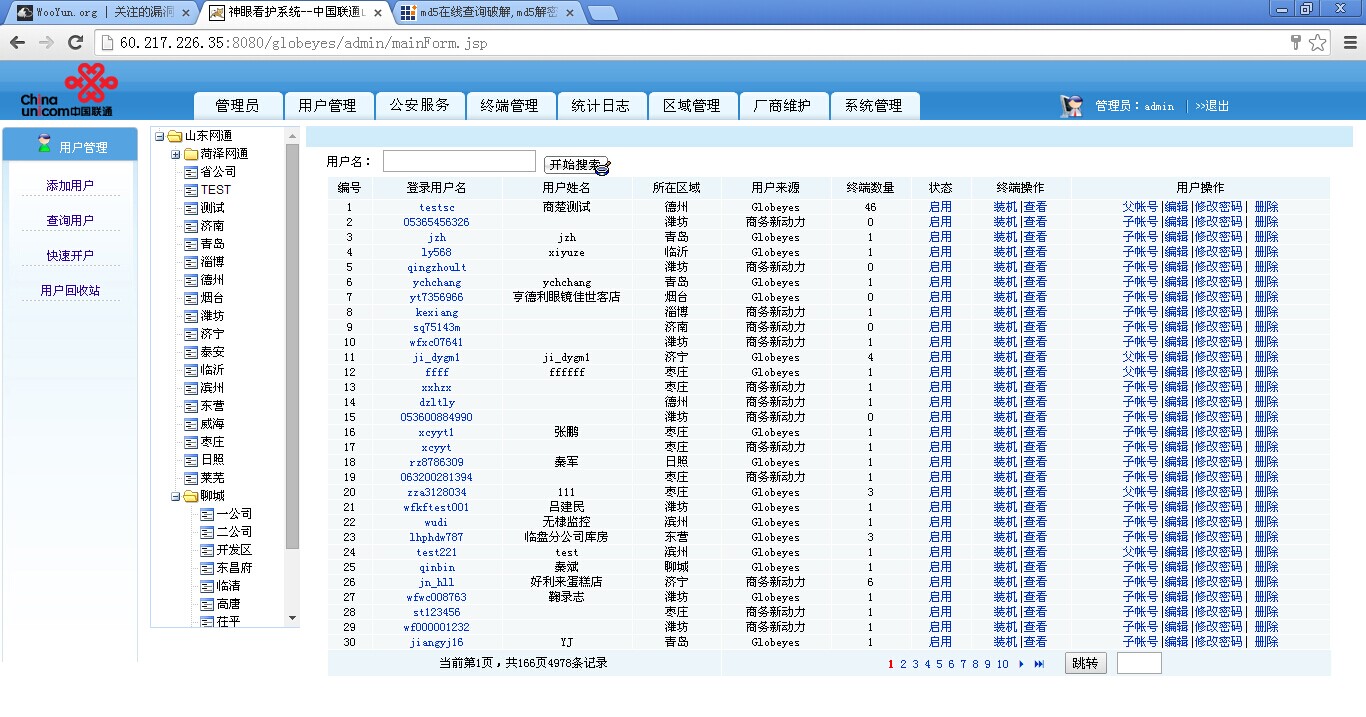 WooYun.org | 关注的漏洞
神眼看护系统--中国联通
md5在线查询破解,md5解密
60.217.226.35:8080/globeyes/admin/mainForm.jsp
China unicom中国联通
管理员 用户管理 公安服务 终端管理 统计日志 区域管理 厂商维护 系统管理
管理员：admin | >>退出
用户管理
添加用户
查询用户
快速开户
用户回收站
山东网通
菏泽网通
省公司
TEST
测试
济南
青岛
淄博
德州
烟台
潍坊
济宁
泰安
临沂
滨州
东营
威海
枣庄
日照
莱芜
聊城
一公司
二公司
开发区
东昌府
临清
高唐
茌平
用户名： 开始搜索
编号 登录用户名 用户姓名 所在区域 用户来源 终端数量 状态 终端操作 用户操作
1 testsc 商楚测试 德州 Globeyes 46 启用 装机|查看 父帐号|编辑|修改密码| 删除
2 05365456326 潍坊 商务新动力 0 启用 装机|查看 子帐号|编辑|修改密码| 删除
3 jzh jzh 青岛 Globeyes 1 启用 装机|查看 子帐号|编辑|修改密码| 删除
4 ly568 xiyuze 临沂 Globeyes 1 启用 装机|查看 子帐号|编辑|修改密码| 删除
5 qingzhoult 潍坊 商务新动力 0 启用 装机|查看 子帐号|编辑|修改密码| 删除
6 ychchang ychchang 青岛 Globeyes 1 启用 装机|查看 子帐号|编辑|修改密码| 删除
7 yt7356966 亨德利眼镜佳世客店 烟台 Globeyes 0 启用 装机|查看 子帐号|编辑|修改密码| 删除
8 kexiang 淄博 商务新动力 1 启用 装机|查看 子帐号|编辑|修改密码| 删除
9 sq75143m 济南 商务新动力 0 启用 装机|查看 子帐号|编辑|修改密码| 删除
10 wfxc07641 潍坊 商务新动力 1 启用 装机|查看 子帐号|编辑|修改密码| 删除
11 ji_dygm1 ji_dygm1 济宁 Globeyes 4 启用 装机|查看 父帐号|编辑|修改密码| 删除
12 ffff ffffff 枣庄 Globeyes 1 启用 装机|查看 父帐号|编辑|修改密码| 删除
13 xxhzx 枣庄 商务新动力 1 启用 装机|查看 子帐号|编辑|修改密码| 删除
14 dzltly 德州 商务新动力 1 启用 装机|查看 子帐号|编辑|修改密码| 删除
15 053600884990 潍坊 商务新动力 0 启用 装机|查看 子帐号|编辑|修改密码| 删除
16 xcyyt1 张鹏 枣庄 Globeyes 1 启用 装机|查看 子帐号|编辑|修改密码| 删除
17 xcyyt 枣庄 商务新动力 1 启用 装机|查看 子帐号|编辑|修改密码| 删除
18 rz8786309 秦军 日照 Globeyes 1 启用 装机|查看 子帐号|编辑|修改密码| 删除
19 063200281394 枣庄 商务新动力 1 启用 装机|查看 子帐号|编辑|修改密码| 删除
20 zza3128034 111 枣庄 Globeyes 3 启用 装机|查看 父帐号|编辑|修改密码| 删除
21 wfkftest001 吕建民 潍坊 Globeyes 1 启用 装机|查看 子帐号|编辑|修改密码| 删除
22 wudi 无棣监控 滨州 Globeyes 1 启用 装机|查看 子帐号|编辑|修改密码| 删除
23 lhphdw787 临盘分公司库房 东营 Globeyes 3 启用 装机|查看 子帐号|编辑|修改密码| 删除
24 test221 test 滨州 Globeyes 1 启用 装机|查看 父帐号|编辑|修改密码| 删除
25 qinbin 秦斌 聊城 Globeyes 1 启用 装机|查看 子帐号|编辑|修改密码| 删除
26 jn_hll 好利来蛋糕店 济宁 商务新动力 6 启用 装机|查看 子帐号|编辑|修改密码| 删除
27 wfwc008763 鞠录志 潍坊 Globeyes 1 启用 装机|查看 子帐号|编辑|修改密码| 删除
28 st123456 枣庄 商务新动力 1 启用 装机|查看 子帐号|编辑|修改密码| 删除
29 wf000001232 潍坊 商务新动力 1 启用 装机|查看 子帐号|编辑|修改密码| 删除
30 jiangyj16 YJ 青岛 Globeyes 1 启用 装机|查看 子帐号|编辑|修改密码| 删除
当前第1页，共166页4978条记录 1 2 3 4 5 6 7 8 9 10 跳转